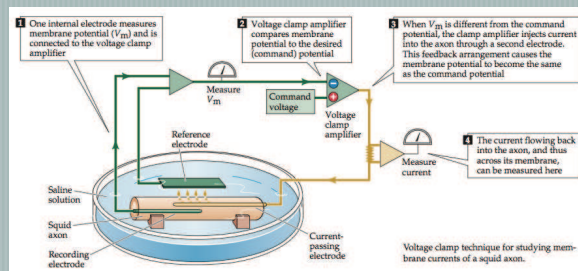 1 One internal electrode measures
membrane potential (Vm) and is
connected to the voltage clamp
amplifier
2 Voltage clamp amplifier
compares membrane
potential to the desired
(command) potential
3 When Vm is different from the command
potential, the clamp amplifier injects current
into the axon through a second electrode.
This feedback arrangement causes the
membrane potential to become the same
as the command potential
Measure
Vm
Command
voltage
−
+
Voltage
clamp
amplifier
4 The current flowing back
into the axon, and thus
across its membrane,
can be measured here
Measure
current
Reference
electrode
Saline
solution
Squid
axon
Recording
electrode
Current-
passing
electrode
Voltage clamp technique for studying mem-
brane currents of a squid axon.